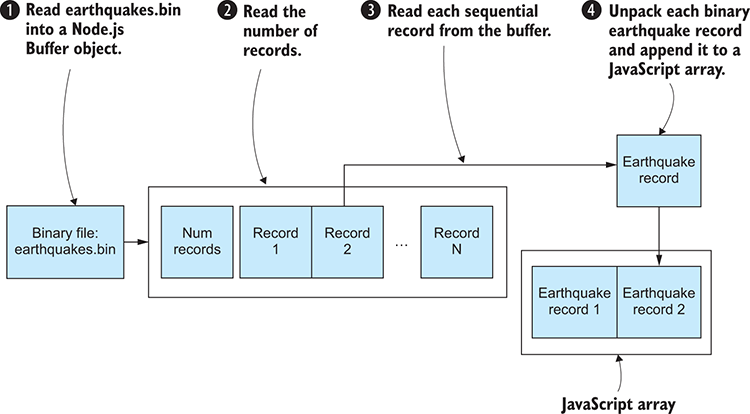 1 Read earthquakes.bin
into a Node.js
Buffer object.
2 Read the
number of
records.
3 Read each sequential
record from the buffer.
4 Unpack each binary
earthquake record
and append it to a
JavaScript array.
Earthquake
record
Binary file:
earthquakes.bin
Num
records
Record
1
Record
2
...
Record
N
Earthquake
record 1
Earthquake
record 2
JavaScript array